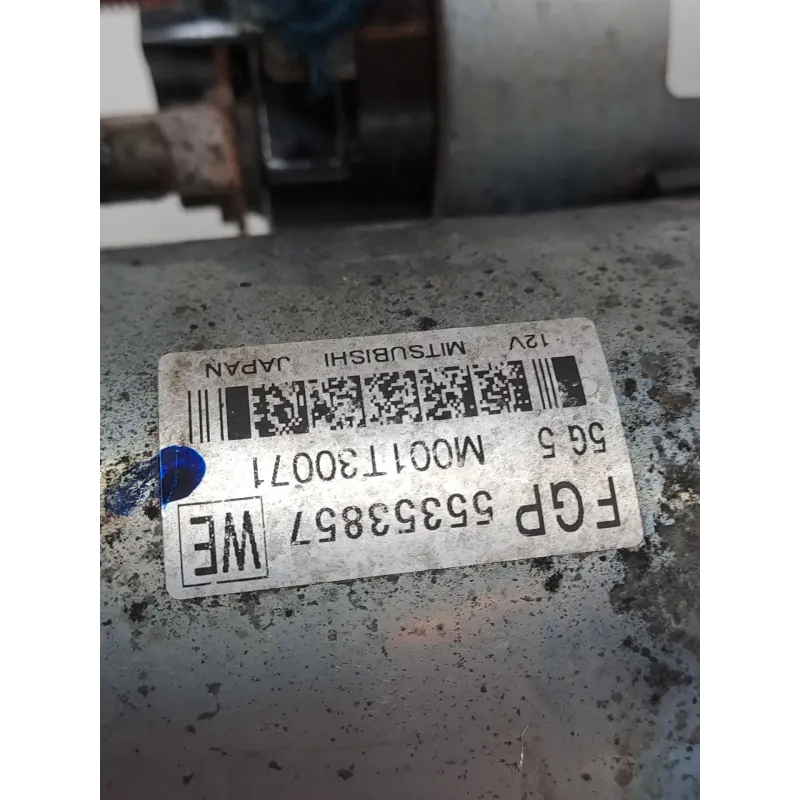 FGP 55353857 WE
5G 5 M001T30071
12V MITSUBISHI JAPAN